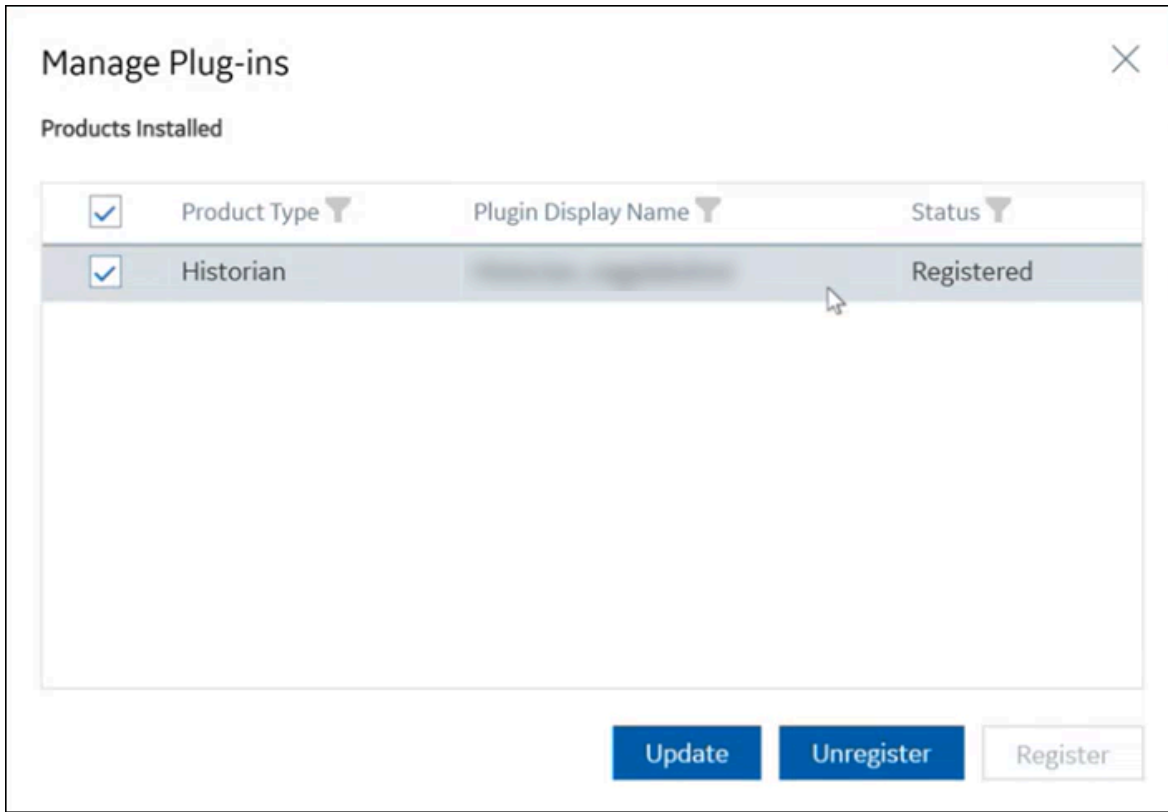 Manage Plug-ins
Products Installed
Product Type Plugin Display Name Status
Historian Registered
Update Unregister Register